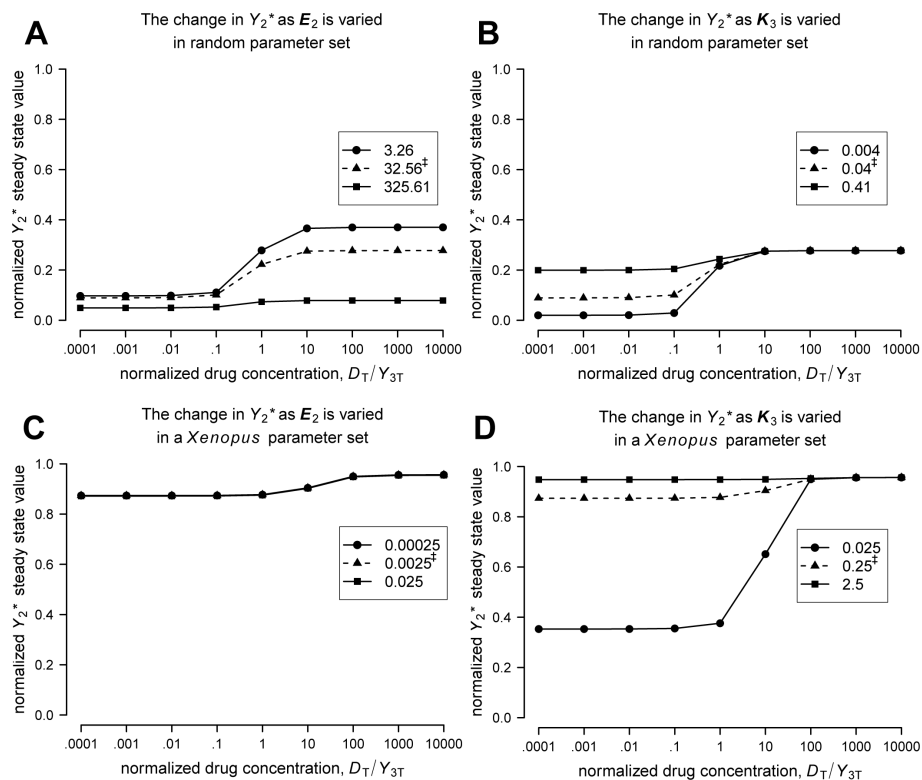 A
The change in Y2* as E2 is varied
in random parameter set
normalized Y2* steady state value
1.0
0.8
0.6
0.4
0.2
0.0
3.26
32.56‡
325.61
.0001 .001 .01 .1 1 10 100 1000 10000
normalized drug concentration, DT/Y3T
B
The change in Y2* as K3 is varied
in random parameter set
normalized Y2* steady state value
1.0
0.8
0.6
0.4
0.2
0.0
0.004
0.04‡
0.41
.0001 .001 .01 .1 1 10 100 1000 10000
normalized drug concentration, DT/Y3T
C
The change in Y2* as E2 is varied
in a Xenopus parameter set
normalized Y2* steady state value
1.0
0.8
0.6
0.4
0.2
0.0
0.00025
0.0025‡
0.025
.0001 .001 .01 .1 1 10 100 1000 10000
normalized drug concentration, DT/Y3T
D
The change in Y2* as K3 is varied
in a Xenopus parameter set
normalized Y2* steady state value
1.0
0.8
0.6
0.4
0.2
0.0
0.025
0.25‡
2.5
.0001 .001 .01 .1 1 10 100 1000 10000
normalized drug concentration, DT/Y3T